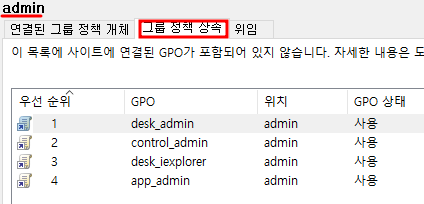 admin
연결된 그룹 정책 개체 그룹 정책 상속 위임
이 목록에 사이트에 연결된 GPO가 포함되어 있지 않습니다. 자세한 내용은 도
우선 순위 GPO 위치 GPO 상태
1 desk_admin admin 사용
2 control_admin admin 사용
3 desk_iexplorer admin 사용
4 app_admin admin 사용